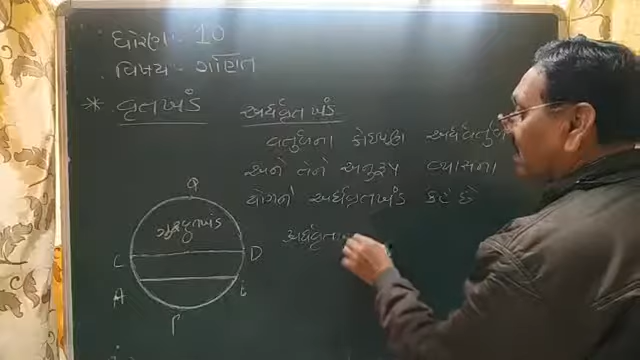 ધોરણ - 10
વિષય - ગણિત
* વૃતખંડ
અર્ધવૃતખંડ
વર્તુળના કોઇપણ અર્ધવર્તુળ
અને તેને અનુરૂપ વ્યાસના
યોગને અર્ધવૃતખંડ કહે છે
અર્ધવૃતા
Q
ગુરુવૃતખંડ
C D
A
P